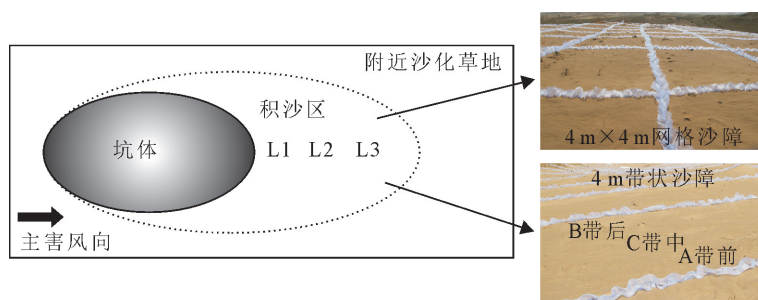 附近沙化草地
积沙区
坑体
L1 L2 L3
主害风向
4 m×4 m网格沙障
4 m带状沙障
B带后
C带中
A带前